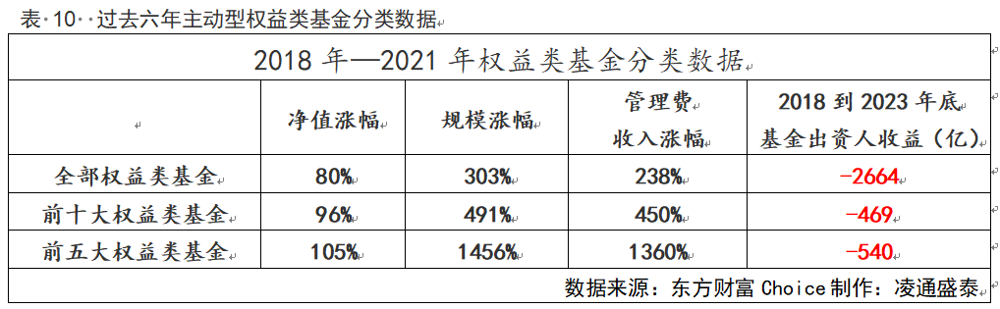 表 10  过去六年主动型权益类基金分类数据
2018 年—2021 年权益类基金分类数据
净值涨幅 规模涨幅 管理费收入涨幅 2018 到 2023 年底基金出资人收益（亿）
全部权益类基金 80% 303% 238% -2664
前十大权益类基金 96% 491% 450% -469
前五大权益类基金 105% 1456% 1360% -540
数据来源：东方财富 Choice 制作：凌通盛泰